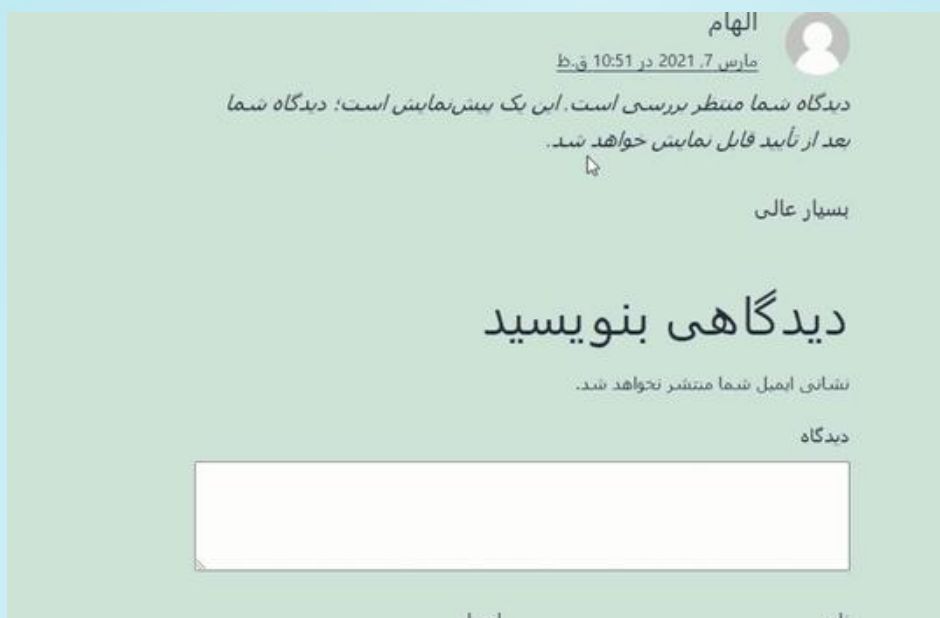 الهام
مارس 7, 2021 در 10:51 ق.ظ
دیدگاه شما منتظر بررسی است. این یک پیش‌نمایش است؛ دیدگاه شما
بعد از تأیید قابل نمایش خواهد شد.
بسیار عالی
دیدگاهی بنویسید
نشانی ایمیل شما منتشر نخواهد شد.
دیدگاه